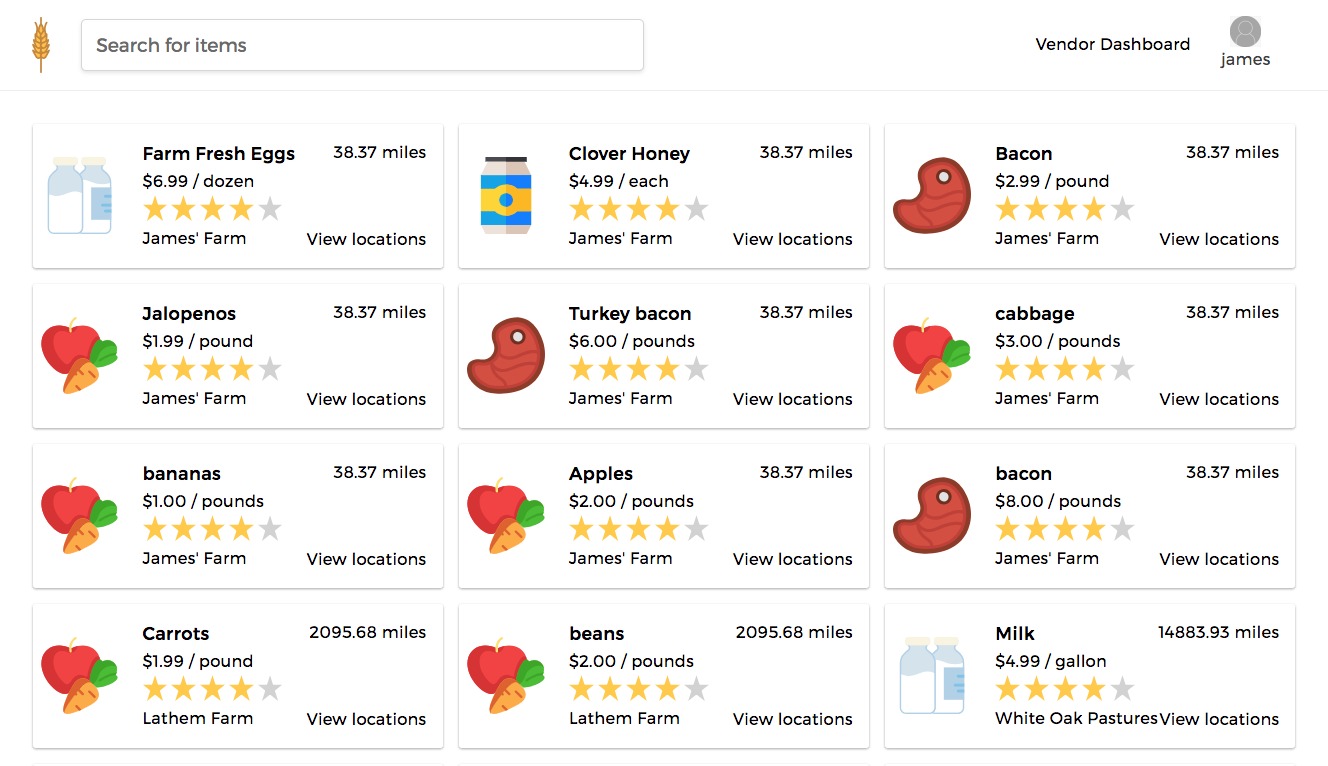 Search for items
Vendor Dashboard
james
Farm Fresh Eggs 38.37 miles
$6.99 / dozen
James' Farm View locations
Clover Honey 38.37 miles
$4.99 / each
James' Farm View locations
Bacon 38.37 miles
$2.99 / pound
James' Farm View locations
Jalopenos 38.37 miles
$1.99 / pound
James' Farm View locations
Turkey bacon 38.37 miles
$6.00 / pounds
James' Farm View locations
cabbage 38.37 miles
$3.00 / pounds
James' Farm View locations
bananas 38.37 miles
$1.00 / pounds
James' Farm View locations
Apples 38.37 miles
$2.00 / pounds
James' Farm View locations
bacon 38.37 miles
$8.00 / pounds
James' Farm View locations
Carrots 2095.68 miles
$1.99 / pound
Lathem Farm View locations
beans 2095.68 miles
$2.00 / pounds
Lathem Farm View locations
Milk 14883.93 miles
$4.99 / gallon
White Oak Pastures View locations